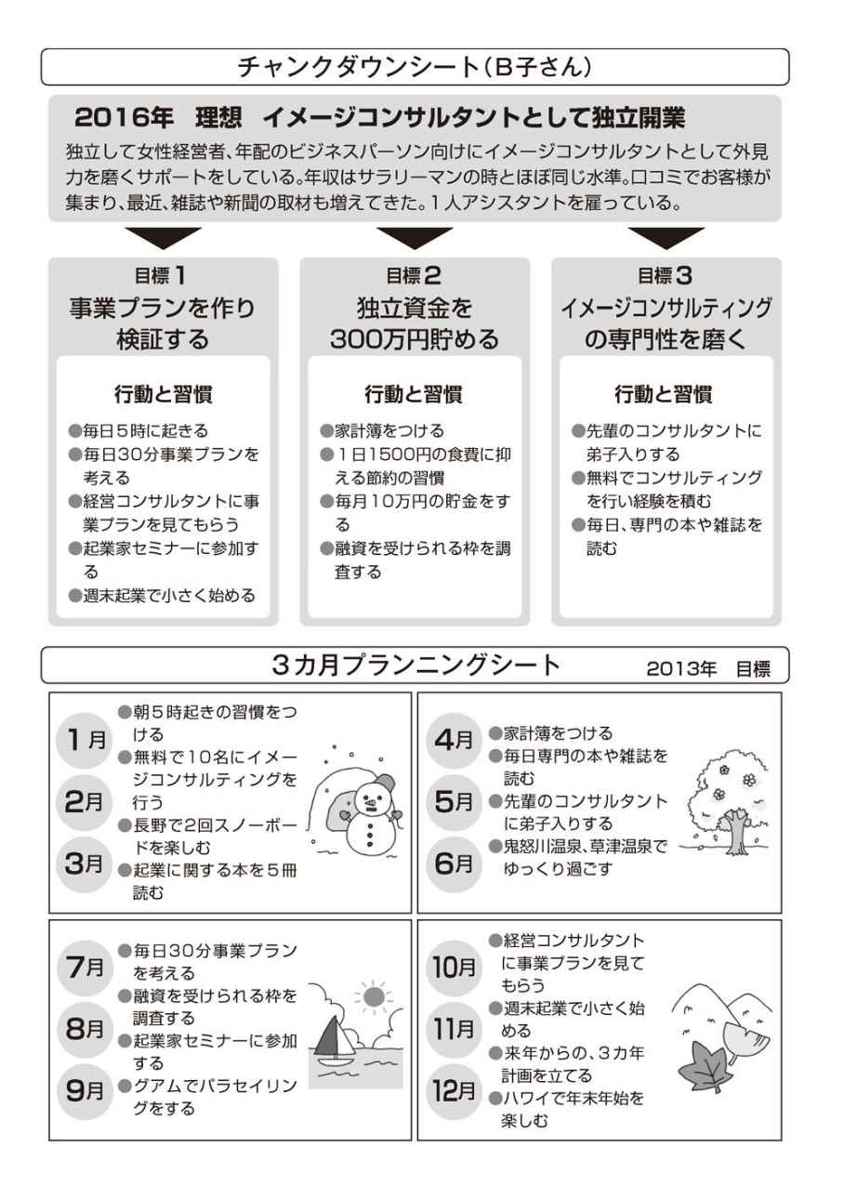 チャンクダウンシート（B子さん）
2016年 理想 イメージコンサルタントとして独立開業
独立して女性経営者、年配のビジネスパーソン向けにイメージコンサルタントとして外見
力を磨くサポートをしている。年収はサラリーマンの時とほぼ同じ水準。口コミでお客様が
集まり、最近、雑誌や新聞の取材も増えてきた。1人アシスタントを雇っている。
目標1
事業プランを作り
検証する
行動と習慣
●毎日5時に起きる
●毎日30分事業プランを
考える
●経営コンサルタントに事
業プランを見てもらう
●起業家セミナーに参加す
る
●週末起業で小さく始める
目標2
独立資金を
300万円貯める
行動と習慣
●家計簿をつける
●1日1500円の食費に抑
える節約の習慣
●毎月10万円の貯金をす
る
●融資を受けられる枠を調
査する
目標3
イメージコンサルティング
の専門性を磨く
行動と習慣
●先輩のコンサルタントに
弟子入りする
●無料でコンサルティング
を行い経験を積む
●毎日、専門の本や雑誌を
読む
3カ月プランニングシート 2013年 目標
1月
2月
3月
●朝5時起きの習慣をつ
ける
●無料で10名にイメー
ジコンサルティングを
行う
●長野で2回スノーボー
ドを楽しむ
●起業に関する本を5冊
読む
4月
5月
6月
●家計簿をつける
●毎日専門の本や雑誌を
読む
●先輩のコンサルタント
に弟子入りする
●鬼怒川温泉、草津温泉で
ゆっくり過ごす
7月
8月
9月
●毎日30分事業プラン
を考える
●融資を受けられる枠を
調査する
●起業家セミナーに参加
する
●グアムでパラセイリン
グをする
10月
11月
12月
●経営コンサルタント
に事業プランを見て
もらう
●週末起業で小さく始
める
●来年からの、3カ年
計画を立てる
●ハワイで年末年始を
楽しむ